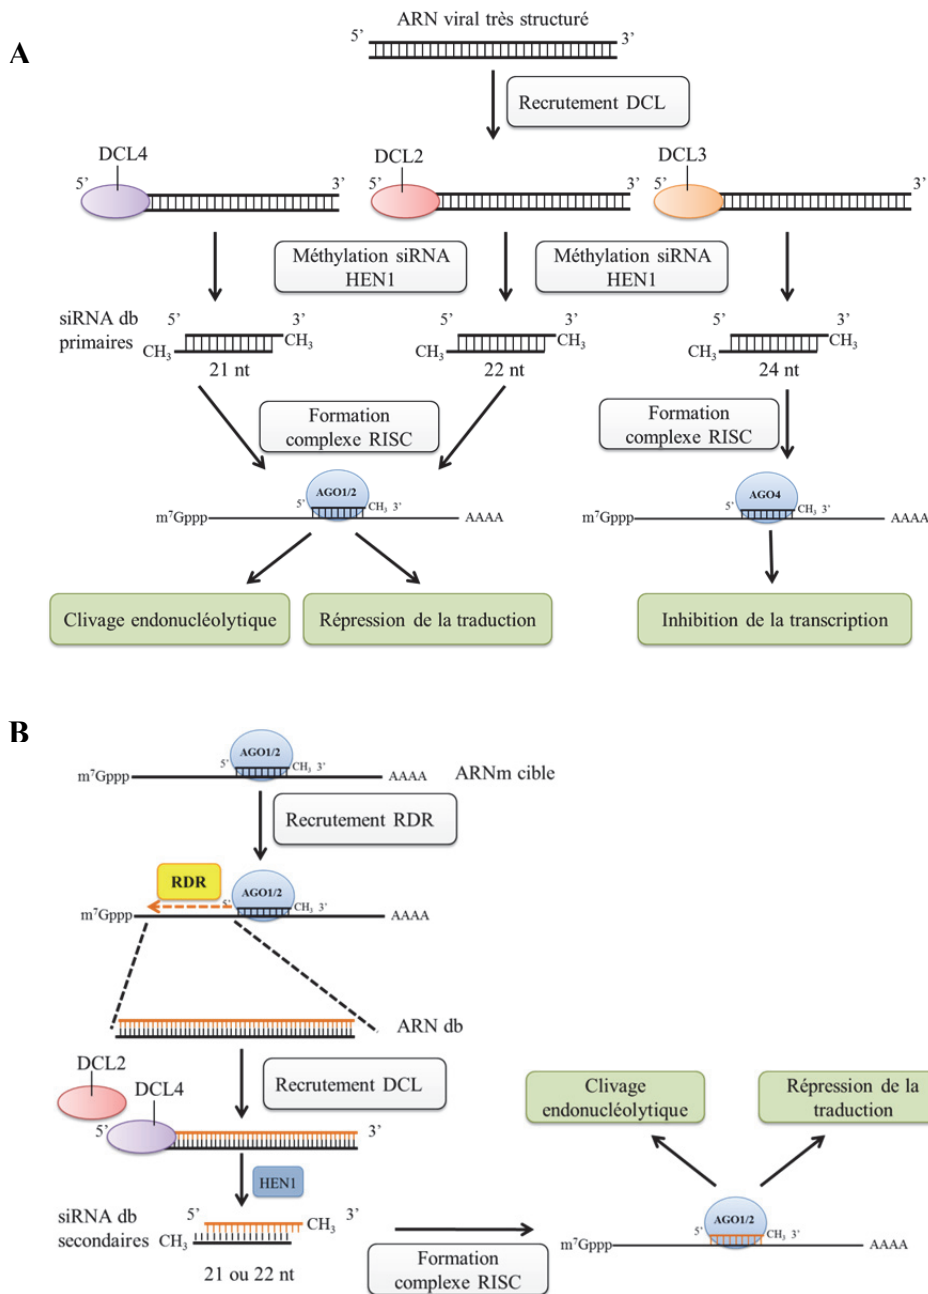 A
ARN viral très structuré
5’ 3’
Recrutement DCL
DCL4 DCL2 DCL3
5’ 3’ 5’ 3’ 5’ 3’
Méthylation siRNA
HEN1
Méthylation siRNA
HEN1
siRNA db
primaires
5’ 3’ 5’ 3’ 5’ 3’
CH3 CH3 CH3 CH3 CH3 CH3
21 nt 22 nt 24 nt
Formation
complexe RISC
Formation
complexe RISC
AGO1/2 AGO4
5’ CH3 3’ 5’ CH3 3’
m7Gppp AAAA m7Gppp AAAA
Clivage endonucléolytique
Répression de la traduction
Inhibition de la transcription
B
AGO1/2
5’ CH3 3’
m7Gppp AAAA ARNm cible
Recrutement RDR
RDR AGO1/2
5’ CH3 3’
m7Gppp AAAA
ARN db
Recrutement DCL
DCL2
DCL4
5’ 3’
HEN1
siRNA db
secondaires
5’ 3’
CH3 CH3
21 ou 22 nt
Formation
complexe RISC
Clivage
endonucléolytique
Répression de la
traduction
AGO1/2
5’ CH3 3’
m7Gppp AAAA